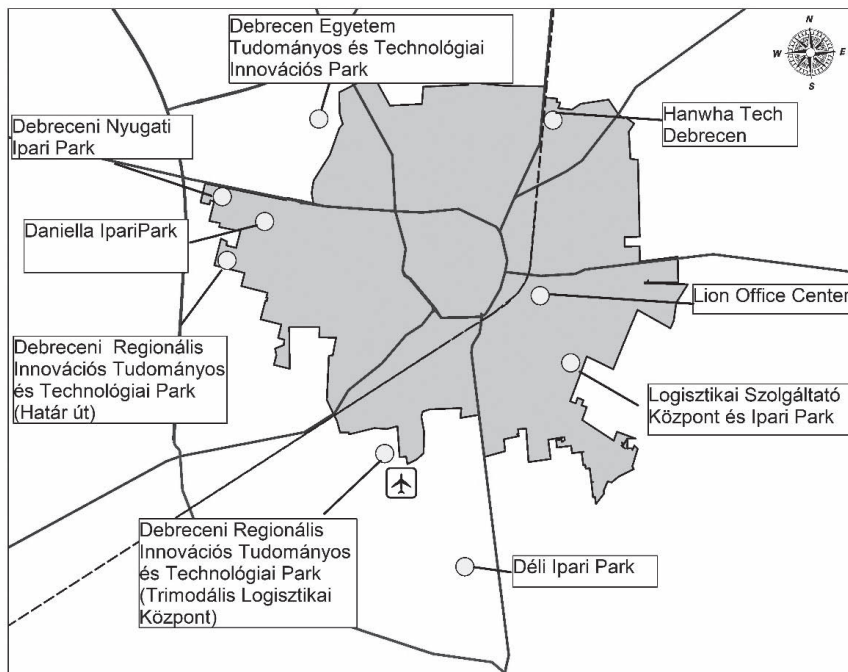 Debrecen Egyetem
Tudományos és Technológiai
Innovációs Park
N
W
E
S
Hanwha Tech
Debrecen
Debreceni Nyugati
Ipari Park
Daniella IpariPark
Lion Office Center
Debreceni Regionális
Innovációs Tudományos
és Technológiai Park
(Határ út)
Logisztikai Szolgáltató
Központ és Ipari Park
Debreceni Regionális
Innovációs Tudományos
és Technológiai Park
(Trimodális Logisztikai
Központ)
Déli Ipari Park